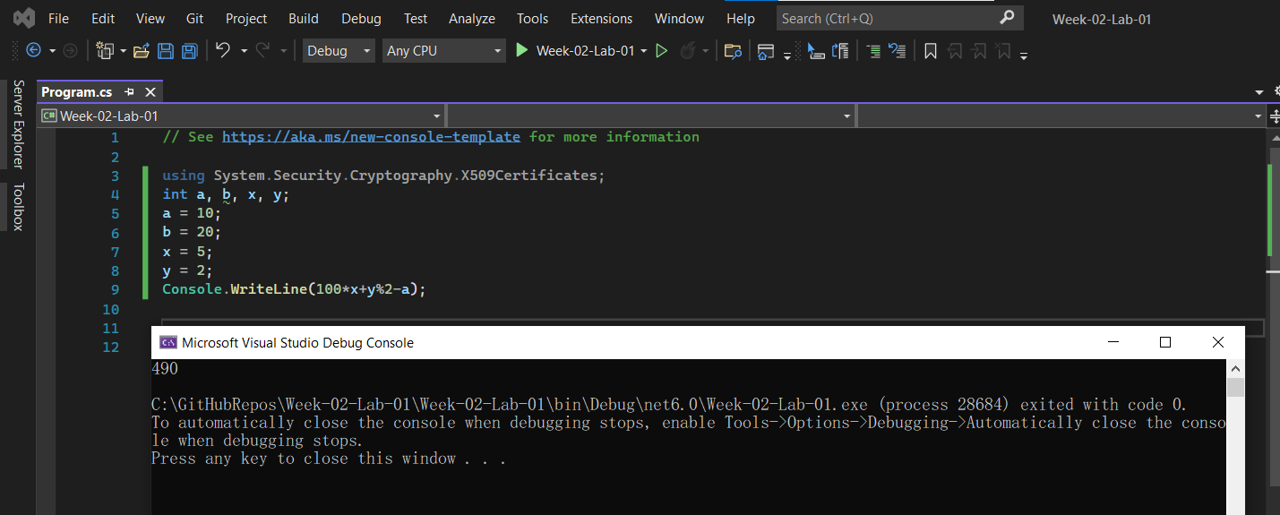 File Edit View Git Project Build Debug Test Analyze Tools Extensions Window Help Search (Ctrl+Q) Week-02-Lab-01
Debug Any CPU Week-02-Lab-01
Server Explorer
Toolbox
Program.cs
C# Week-02-Lab-01
1 // See https://aka.ms/new-console-template for more information
2
3 using System.Security.Cryptography.X509Certificates;
4 int a, b, x, y;
5 a = 10;
6 b = 20;
7 x = 5;
8 y = 2;
9 Console.WriteLine(100*x+y%2-a);
10
11
12
C:\ Microsoft Visual Studio Debug Console
490
C:\GitHubRepos\Week-02-Lab-01\Week-02-Lab-01\bin\Debug\net6.0\Week-02-Lab-01.exe (process 28684) exited with code 0.
To automatically close the console when debugging stops, enable Tools->Options->Debugging->Automatically close the conso
le when debugging stops.
Press any key to close this window . . .